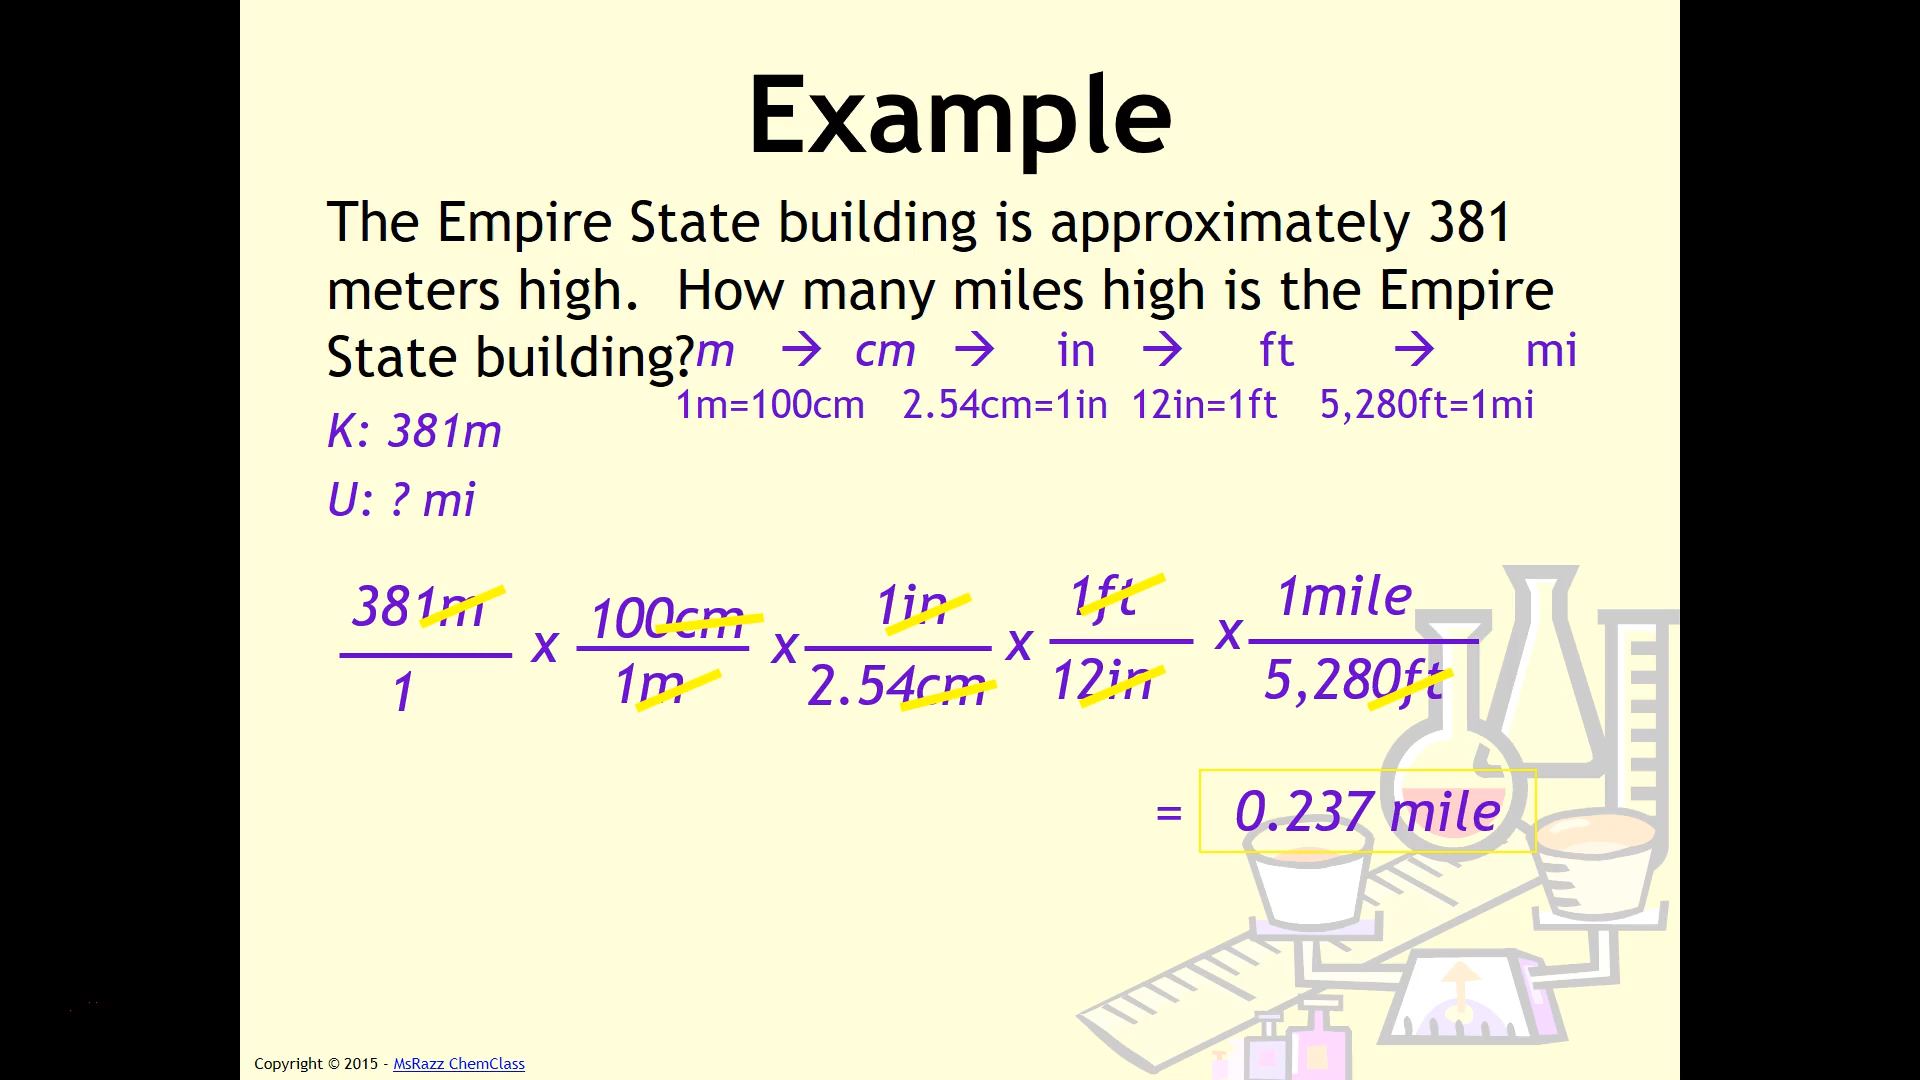 Example
The Empire State building is approximately 381
meters high. How many miles high is the Empire
State building?
m → cm → in → ft → mi
1m=100cm 2.54cm=1in 12in=1ft 5,280ft=1mi
K: 381m
U: ? mi
381m x 100cm x 1in x 1ft x 1mile
1 1m 2.54cm 12in 5,280ft
= 0.237 mile
Copyright © 2015 - MsRazz ChemClass